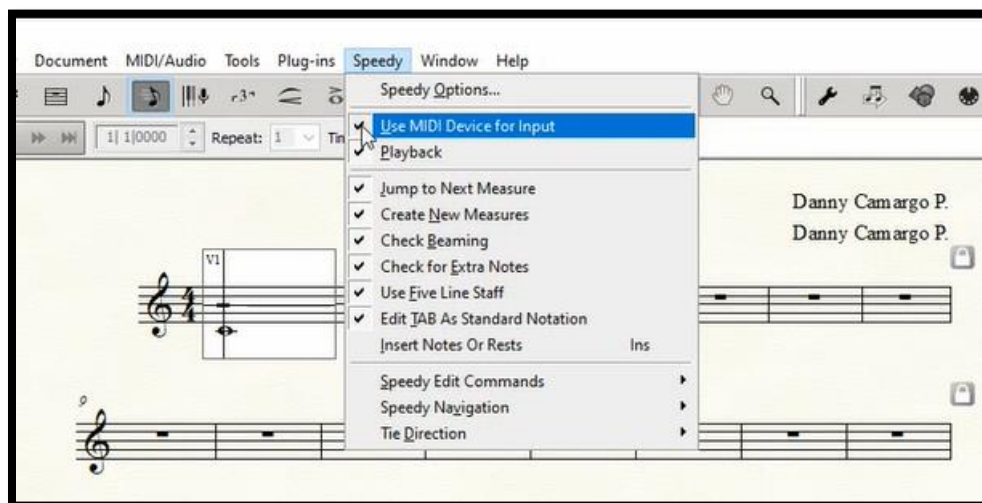 Document MIDI/Audio Tools Plug-ins Speedy Window Help
Speedy Options...
1| 1|0000 Repeat: 1 Tin
Use MIDI Device for Input
Playback
Jump to Next Measure
Create New Measures
Check Beaming
Check for Extra Notes
Use Five Line Staff
Edit TAB As Standard Notation
Insert Notes Or Rests Ins
Speedy Edit Commands
Speedy Navigation
Tie Direction
Danny Camargo P.
Danny Camargo P.
V1
4
4
9